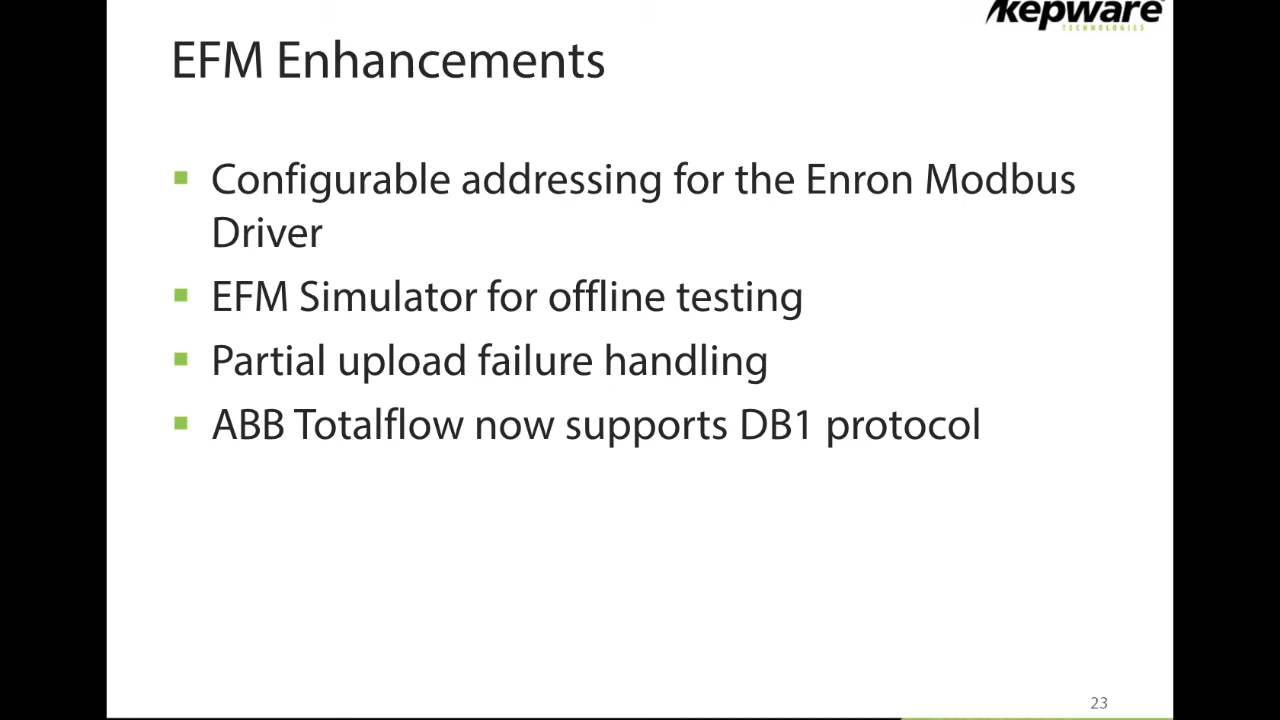 kepware
TECHNOLOGIES
EFM Enhancements
Configurable addressing for the Enron Modbus
Driver
EFM Simulator for offline testing
Partial upload failure handling
ABB Totalflow now supports DB1 protocol
23